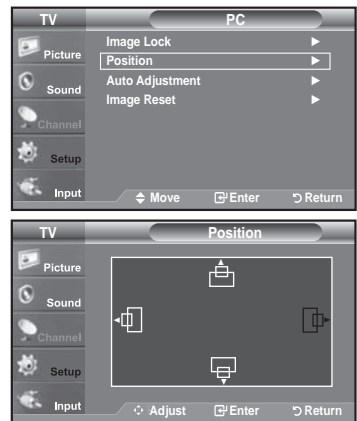 TV PC
Picture
Sound
Channel
Setup
Input
Image Lock
Position
Auto Adjustment
Image Reset
Move Enter Return
TV Position
Picture
Sound
Channel
Setup
Input
Adjust Enter Return